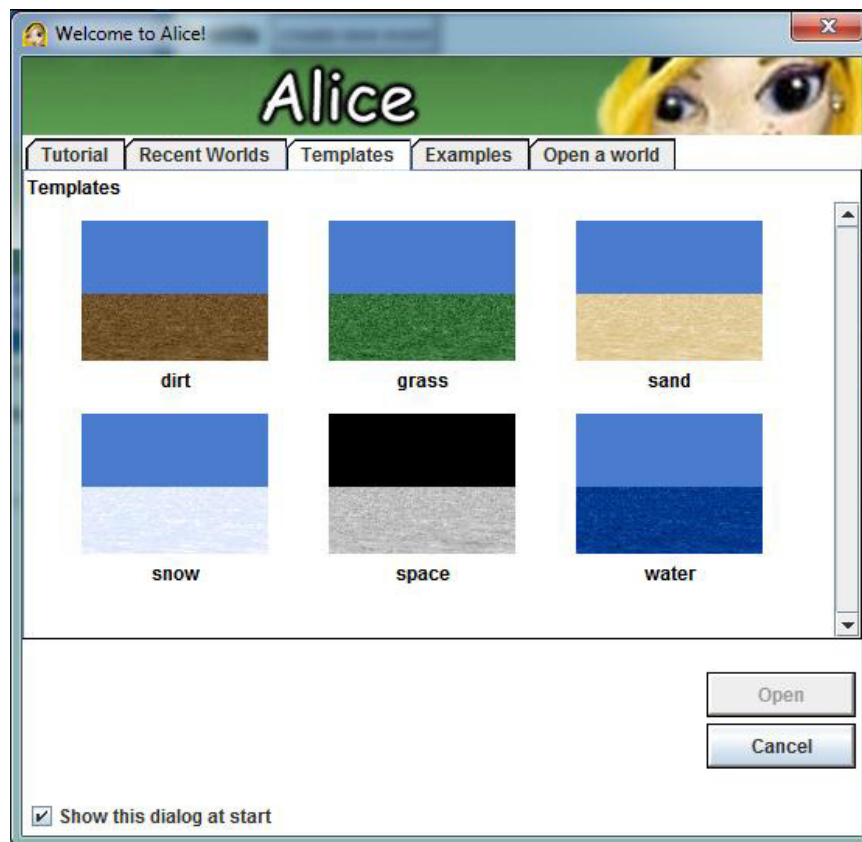 Welcome to Alice!
Alice
Tutorial Recent Worlds Templates Examples Open a world
Templates
dirt grass sand
snow space water
Open
Cancel
Show this dialog at start